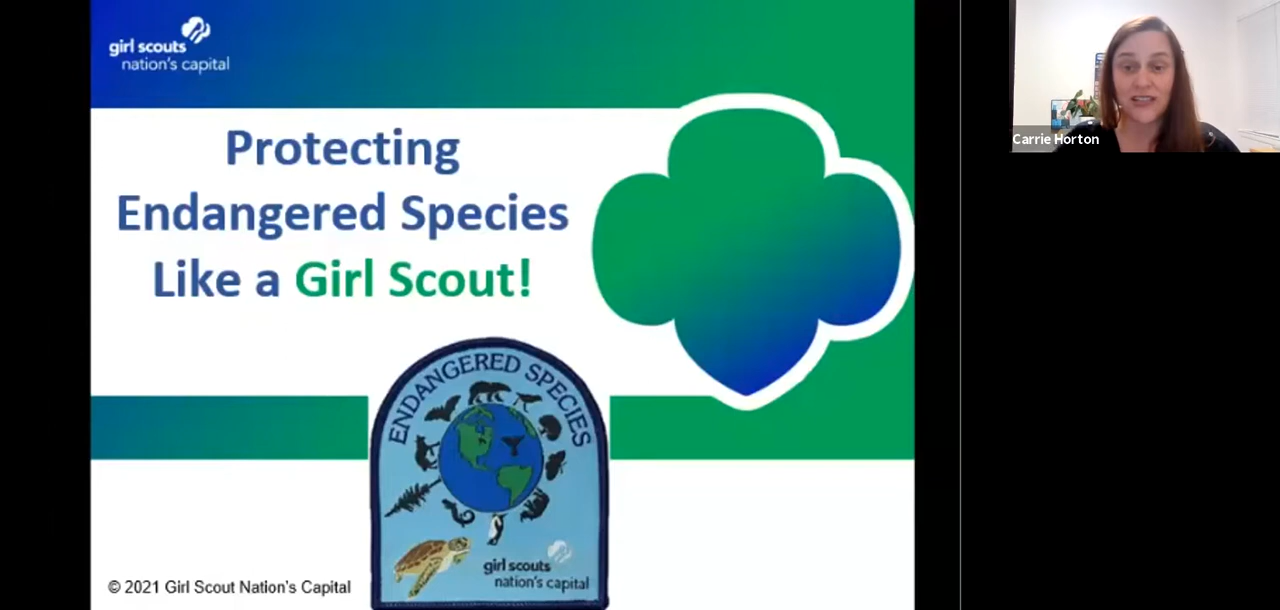 girl scouts
nation's capital
Protecting
Endangered Species
Like a Girl Scout!
ENDANGERED SPECIES
girl scouts
nation's capital
© 2021 Girl Scout Nation's Capital
Carrie Horton